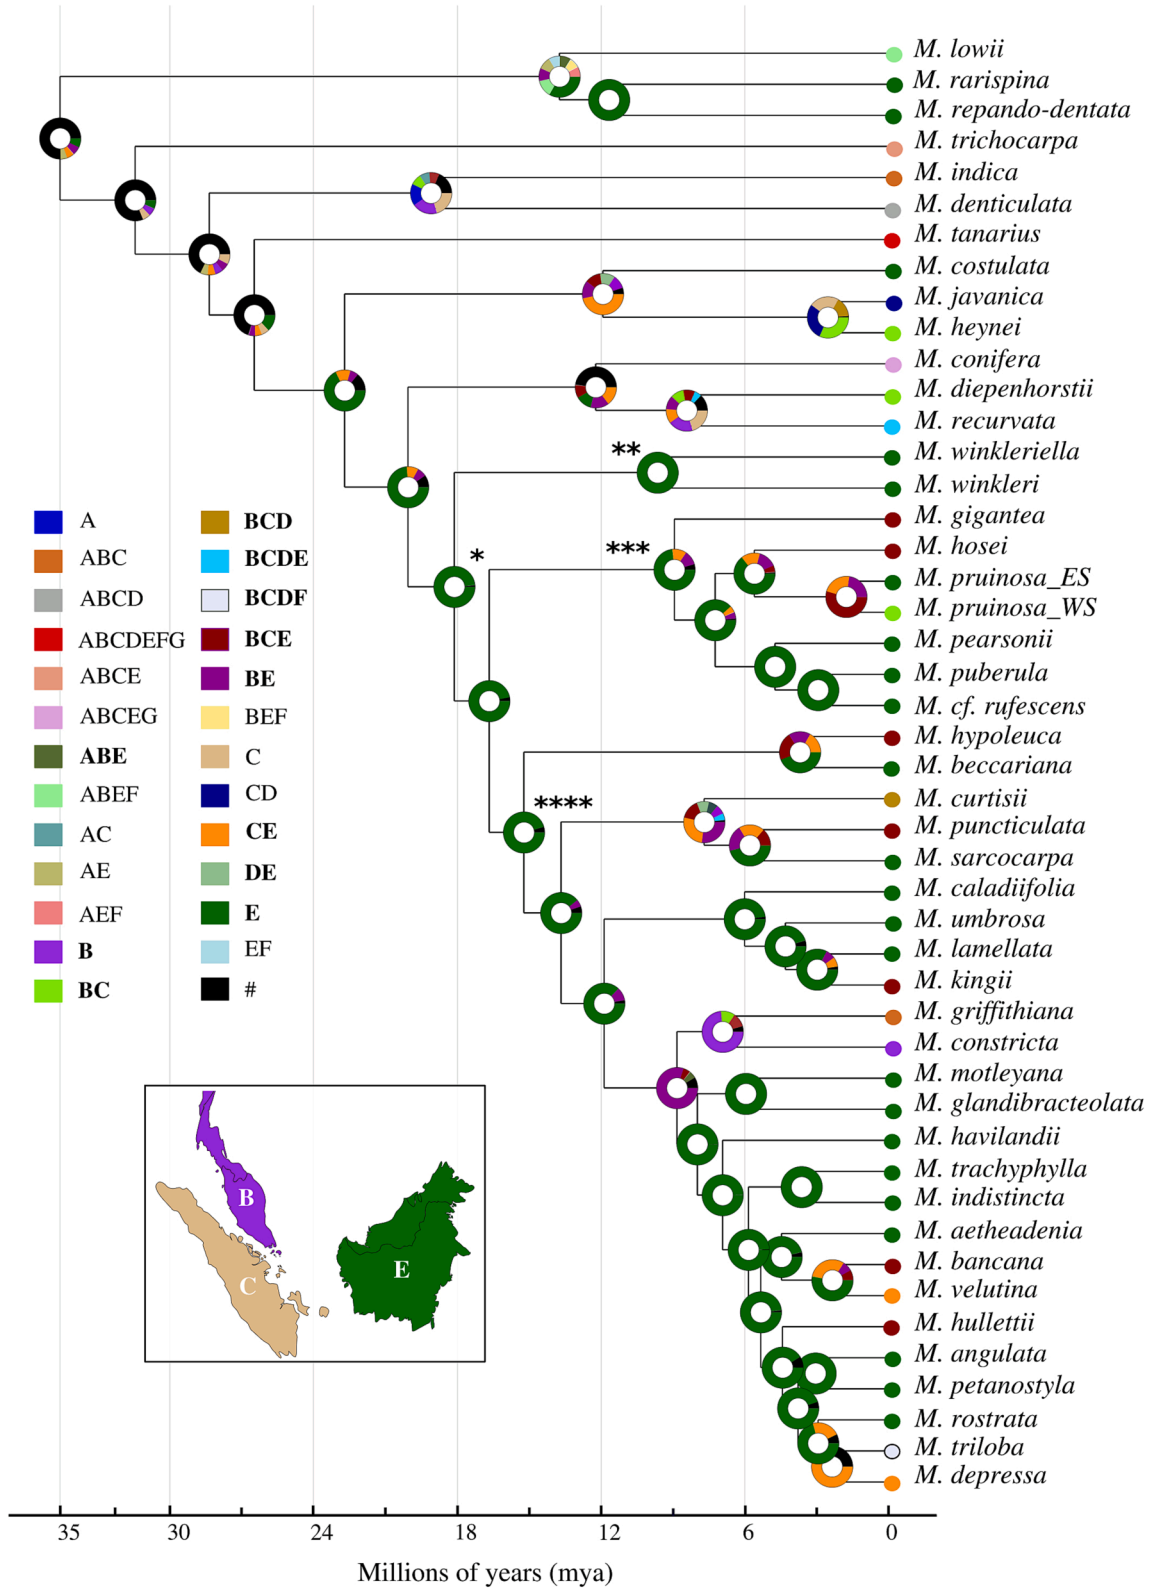 M. lowii
M. rarispina
M. repando-dentata
M. trichocarpa
M. indica
M. denticulata
M. tanarius
M. costulata
M. javanica
M. heynei
M. conifera
M. diepenhorstii
M. recurvata
**
M. winkleriella
M. winkleri
M. gigantea
*
***
M. hosei
M. pruinosa_ES
M. pruinosa_WS
M. pearsonii
M. puberula
M. cf. rufescens
M. hypoleuca
M. beccariana
****
M. curtisii
M. puncticulata
M. sarcocarpa
M. caladiifolia
M. umbrosa
M. lamellata
M. kingii
M. griffithiana
M. constricta
M. motleyana
M. glandibracteolata
M. havilandii
M. trachyphylla
M. indistincta
M. aetheadenia
M. bancana
M. velutina
M. hullettii
M. angulata
M. petanostyla
M. rostrata
M. triloba
M. depressa
A
ABC
ABCD
ABCDEFG
ABCE
ABCEG
ABE
ABEF
AC
AE
AEF
B
BC
BCD
BCDE
BCDF
BCE
BE
BEF
C
CD
CE
DE
E
EF
#
B
C
E
35 30 24 18 12 6 0
Millions of years (mya)